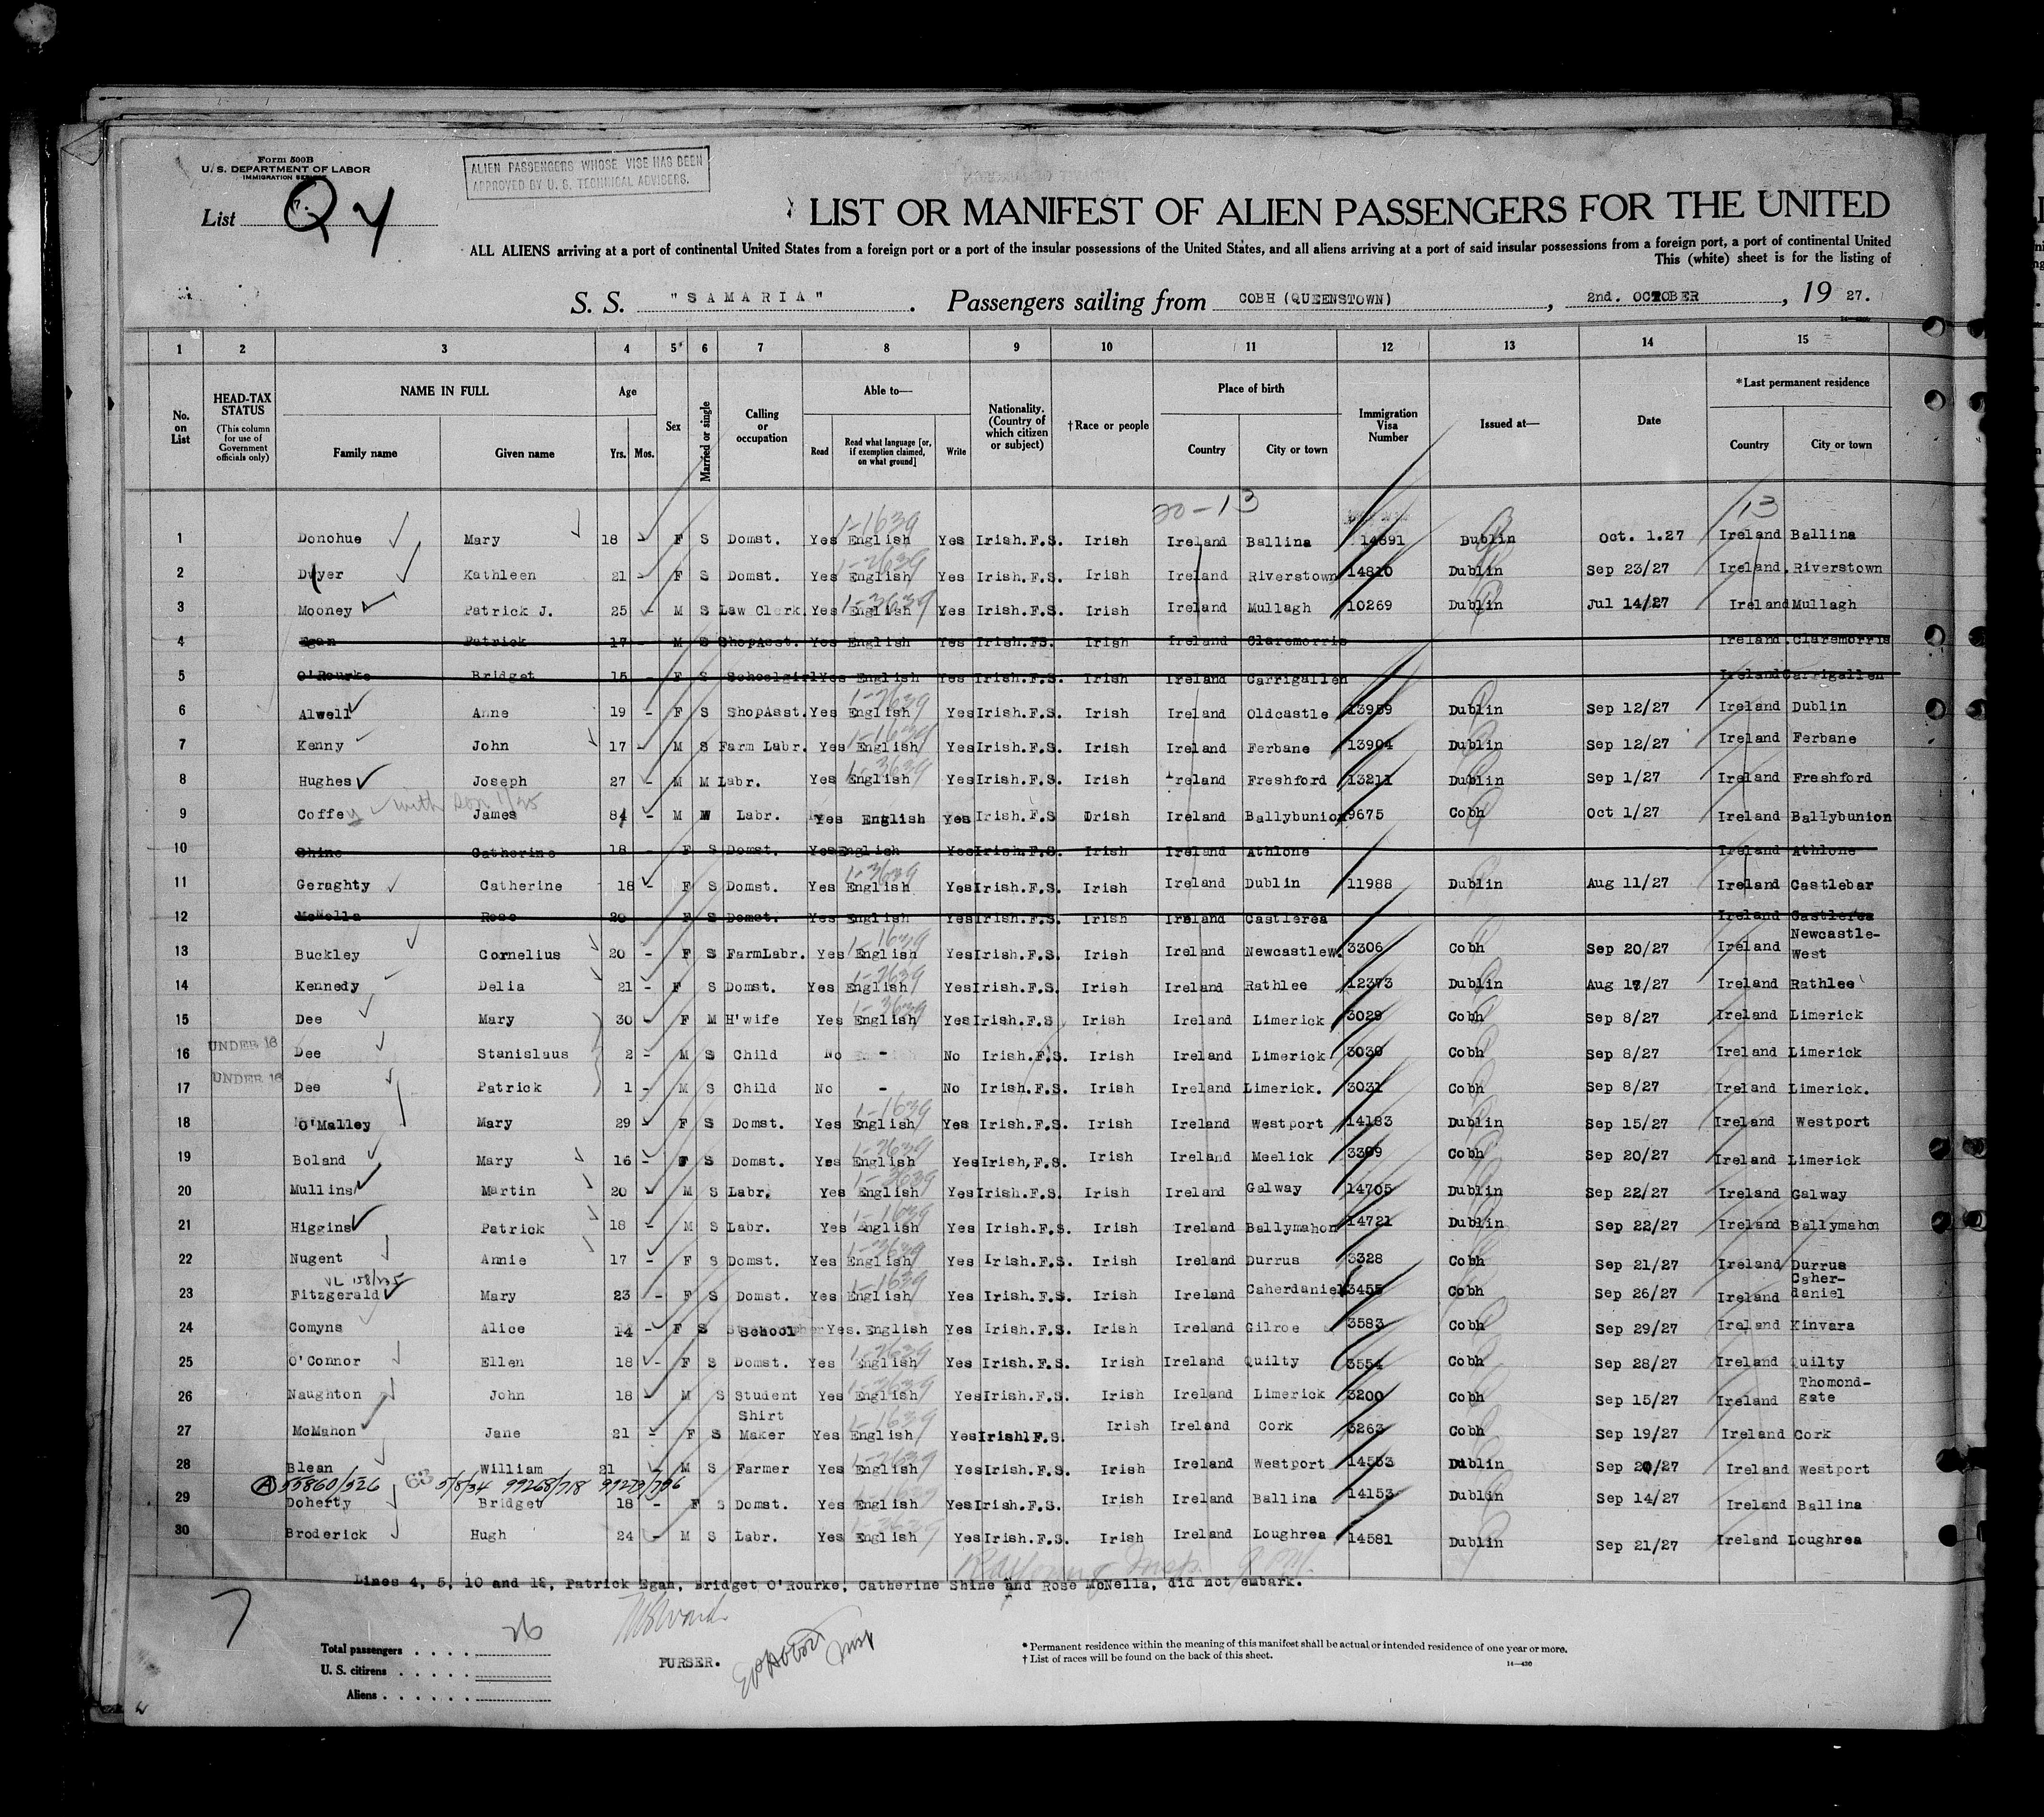 Form 500B
U. S. DEPARTMENT OF LABOR
IMMIGRATION SERVICE
ALIEN PASSENGERS WHOSE VISE HAS BEEN
APPROVED BY U. S. TECHNICAL ADVISERS.
List 7. Q y
LIST OR MANIFEST OF ALIEN PASSENGERS FOR THE UNITED
ALL ALIENS arriving at a port of continental United States from a foreign port or a port of the insular possessions of the United States, and all aliens arriving at a port of said insular possessions from a foreign port, a port of continental United
This (white) sheet is for the listing of
S. S. "SAMARIA". Passengers sailing from COBH (QUEENSTOWN), 2nd. OCTOBER, 19 27.
1 2 3 4 5 6 7 8 9 10 11 12 13 14 15
No. on List
HEAD-TAX STATUS (This column for use of Government officials only)
NAME IN FULL Family name Given name
Age Yrs. Mos.
Sex
Married or single
Calling or occupation
Able to— Read Read what language [or, if exemption claimed, on what ground] Write
Nationality. (Country of which citizen or subject)
† Race or people
Place of birth Country City or town
Immigration Visa Number
Issued at—
Date
* Last permanent residence Country City or town
20-13 13
1 Donohue Mary 18 - F S Domst. Yes English Yes Irish.F.S. Irish Ireland Ballina 14891 Dublin Oct. 1.27 Ireland Ballina
2 Dwyer Kathleen 21 - F S Domst. Yes English Yes Irish.F.S. Irish Ireland Riverstown 14810 Dublin Sep 23/27 Ireland. Riverstown
3 Mooney Patrick J. 25 - M S Law Clerk. Yes English Yes Irish.F.S. Irish Ireland Mullagh 10269 Dublin Jul 14/27 Ireland Mullagh
4 Egan Patrick 17 - M S ShopAsst. Yes English Yes Irish.FS. Irish Ireland Claremorris Ireland. Claremorris
5 O'Rourke Bridget 15 - F S Schoolgirl Yes English Yes Irish.F.S. Irish Ireland Carrigallen Ireland Carrigallen
6 Alwell Anne 19 - F S ShopAsst. Yes English Yes Irish.F.S. Irish Ireland Oldcastle 13959 Dublin Sep 12/27 Ireland Dublin
7 Kenny John 17 - M S Farm Labr. Yes English Yes Irish.F.S. Irish Ireland Ferbane 13904 Dublin Sep 12/27 Ireland Ferbane
8 Hughes Joseph 27 - M M Labr. Yes English Yes Irish.F.S. Irish Ireland Freshford 13211 Dublin Sep 1/27 Ireland Freshford
9 Coffey with son 1/25 James 84 - M W Labr. Yes English Yes Irish.F.S Irish Ireland Ballybunion 9675 Cobh Oct 1/27 Ireland Ballybunion
10 Shine Catherine 18 - F S Domst. Yes English Yes Irish.F.S. Irish Ireland Athlone Ireland Athlone
11 Geraghty Catherine 18 - F S Domst. Yes English Yes Irish.F.S. Irish Ireland Dublin 11988 Dublin Aug 11/27 Ireland Castlebar
12 McNella Rose 20 F S Domst. Yes English Yes Irish.F.S. Irish Ireland Castlerea Ireland Castlerea
13 Buckley Cornelius 20 - F S FarmLabr. Yes English Yes Irish.F.S. Irish Ireland NewcastleW. 3306 Cobh Sep 20/27 Ireland Newcastle-West
14 Kennedy Delia 21 - F S Domst. Yes English Yes Irish.F.S. Irish Ireland Rathlee 12373 Dublin Aug 17/27 Ireland Rathlee
15 Dee Mary 30 - F M H'wife Yes English Yes Irish.F.S Irish Ireland Limerick 3029 Cobh Sep 8/27 Ireland Limerick
16 UNDER 16 Dee Stanislaus 2 - M S Child No - No Irish.F.S. Irish Ireland Limerick 3030 Cobh Sep 8/27 Ireland Limerick
17 UNDER 16 Dee Patrick 1 - M S Child No - No Irish.F.S. Irish Ireland Limerick. 3031 Cobh Sep 8/27 Ireland Limerick.
18 O'Malley Mary 29 - F S Domst. Yes English Yes Irish.F.S. Irish Ireland Westport 14183 Dublin Sep 15/27 Ireland Westport
19 Boland Mary 16 - F S Domst. Yes English Yes Irish,F.S. Irish Ireland Meelick 3309 Cobh Sep 20/27 Ireland Limerick
20 Mullins Martin 20 - M S Labr. Yes English Yes Irish.F.S. Irish Ireland Galway 14705 Dublin Sep 22/27 Ireland Galway
21 Higgins Patrick 18 - M S Labr. Yes English Yes Irish.F.S. Irish Ireland Ballymahon 14721 Dublin Sep 22/27 Ireland Ballymahon
22 Nugent Annie 17 - F S Domst. Yes English Yes Irish.F.S. Irish Ireland Durrus 3328 Cobh Sep 21/27 Ireland Durrus
23 Fitzgerald Mary 23 - F S Domst. Yes English Yes Irish.F.S. Irish Ireland Caherdaniel 3455 Cobh Sep 26/27 Ireland Caher-daniel
24 Comyns Alice 14 - F S School Yes. English Yes Irish.F.S. Irish Ireland Gilroe 3583 Cobh Sep 29/27 Ireland Kinvara
25 O'Connor Ellen 18 - F S Domst. Yes English Yes Irish.F.S. Irish Ireland Quilty 3554 Cobh Sep 28/27 Ireland Quilty
26 Naughton John 18 - M S Student Yes English Yes Irish.F.S. Irish Ireland Limerick 3200 Cobh Sep 15/27 Ireland Thomond-gate
27 McMahon Jane 21 - F S Shirt Maker Yes English Yes Irish F.S. Irish Ireland Cork 3263 Cobh Sep 19/27 Ireland Cork
28 Blean William 21 M S Farmer Yes English Yes Irish.F.S. Irish Ireland Westport 14553 Dublin Sep 20/27 Ireland Westport
A 55860/526 63 5/8/34 99268/718 99273/796
29 Doherty Bridget 18 - F S Domst. Yes English Yes Irish.F.S. Irish Ireland Ballina 14153 Dublin Sep 14/27 Ireland Ballina
30 Broderick Hugh 24 - M S Labr. Yes English Yes Irish.F.S. Irish Ireland Loughrea 14581 Dublin Sep 21/27 Ireland Loughrea
Lines 4, 5, 10 and 12, Patrick Egan, Bridget O'Rourke, Catherine Shine and Rose McNella, did not embark.
7
Total passengers . . . . 26
U. S. citizens . . . . .
Aliens . . . . . .
PURSER.
* Permanent residence within the meaning of this manifest shall be actual or intended residence of one year or more.
† List of races will be found on the back of this sheet.
14—430